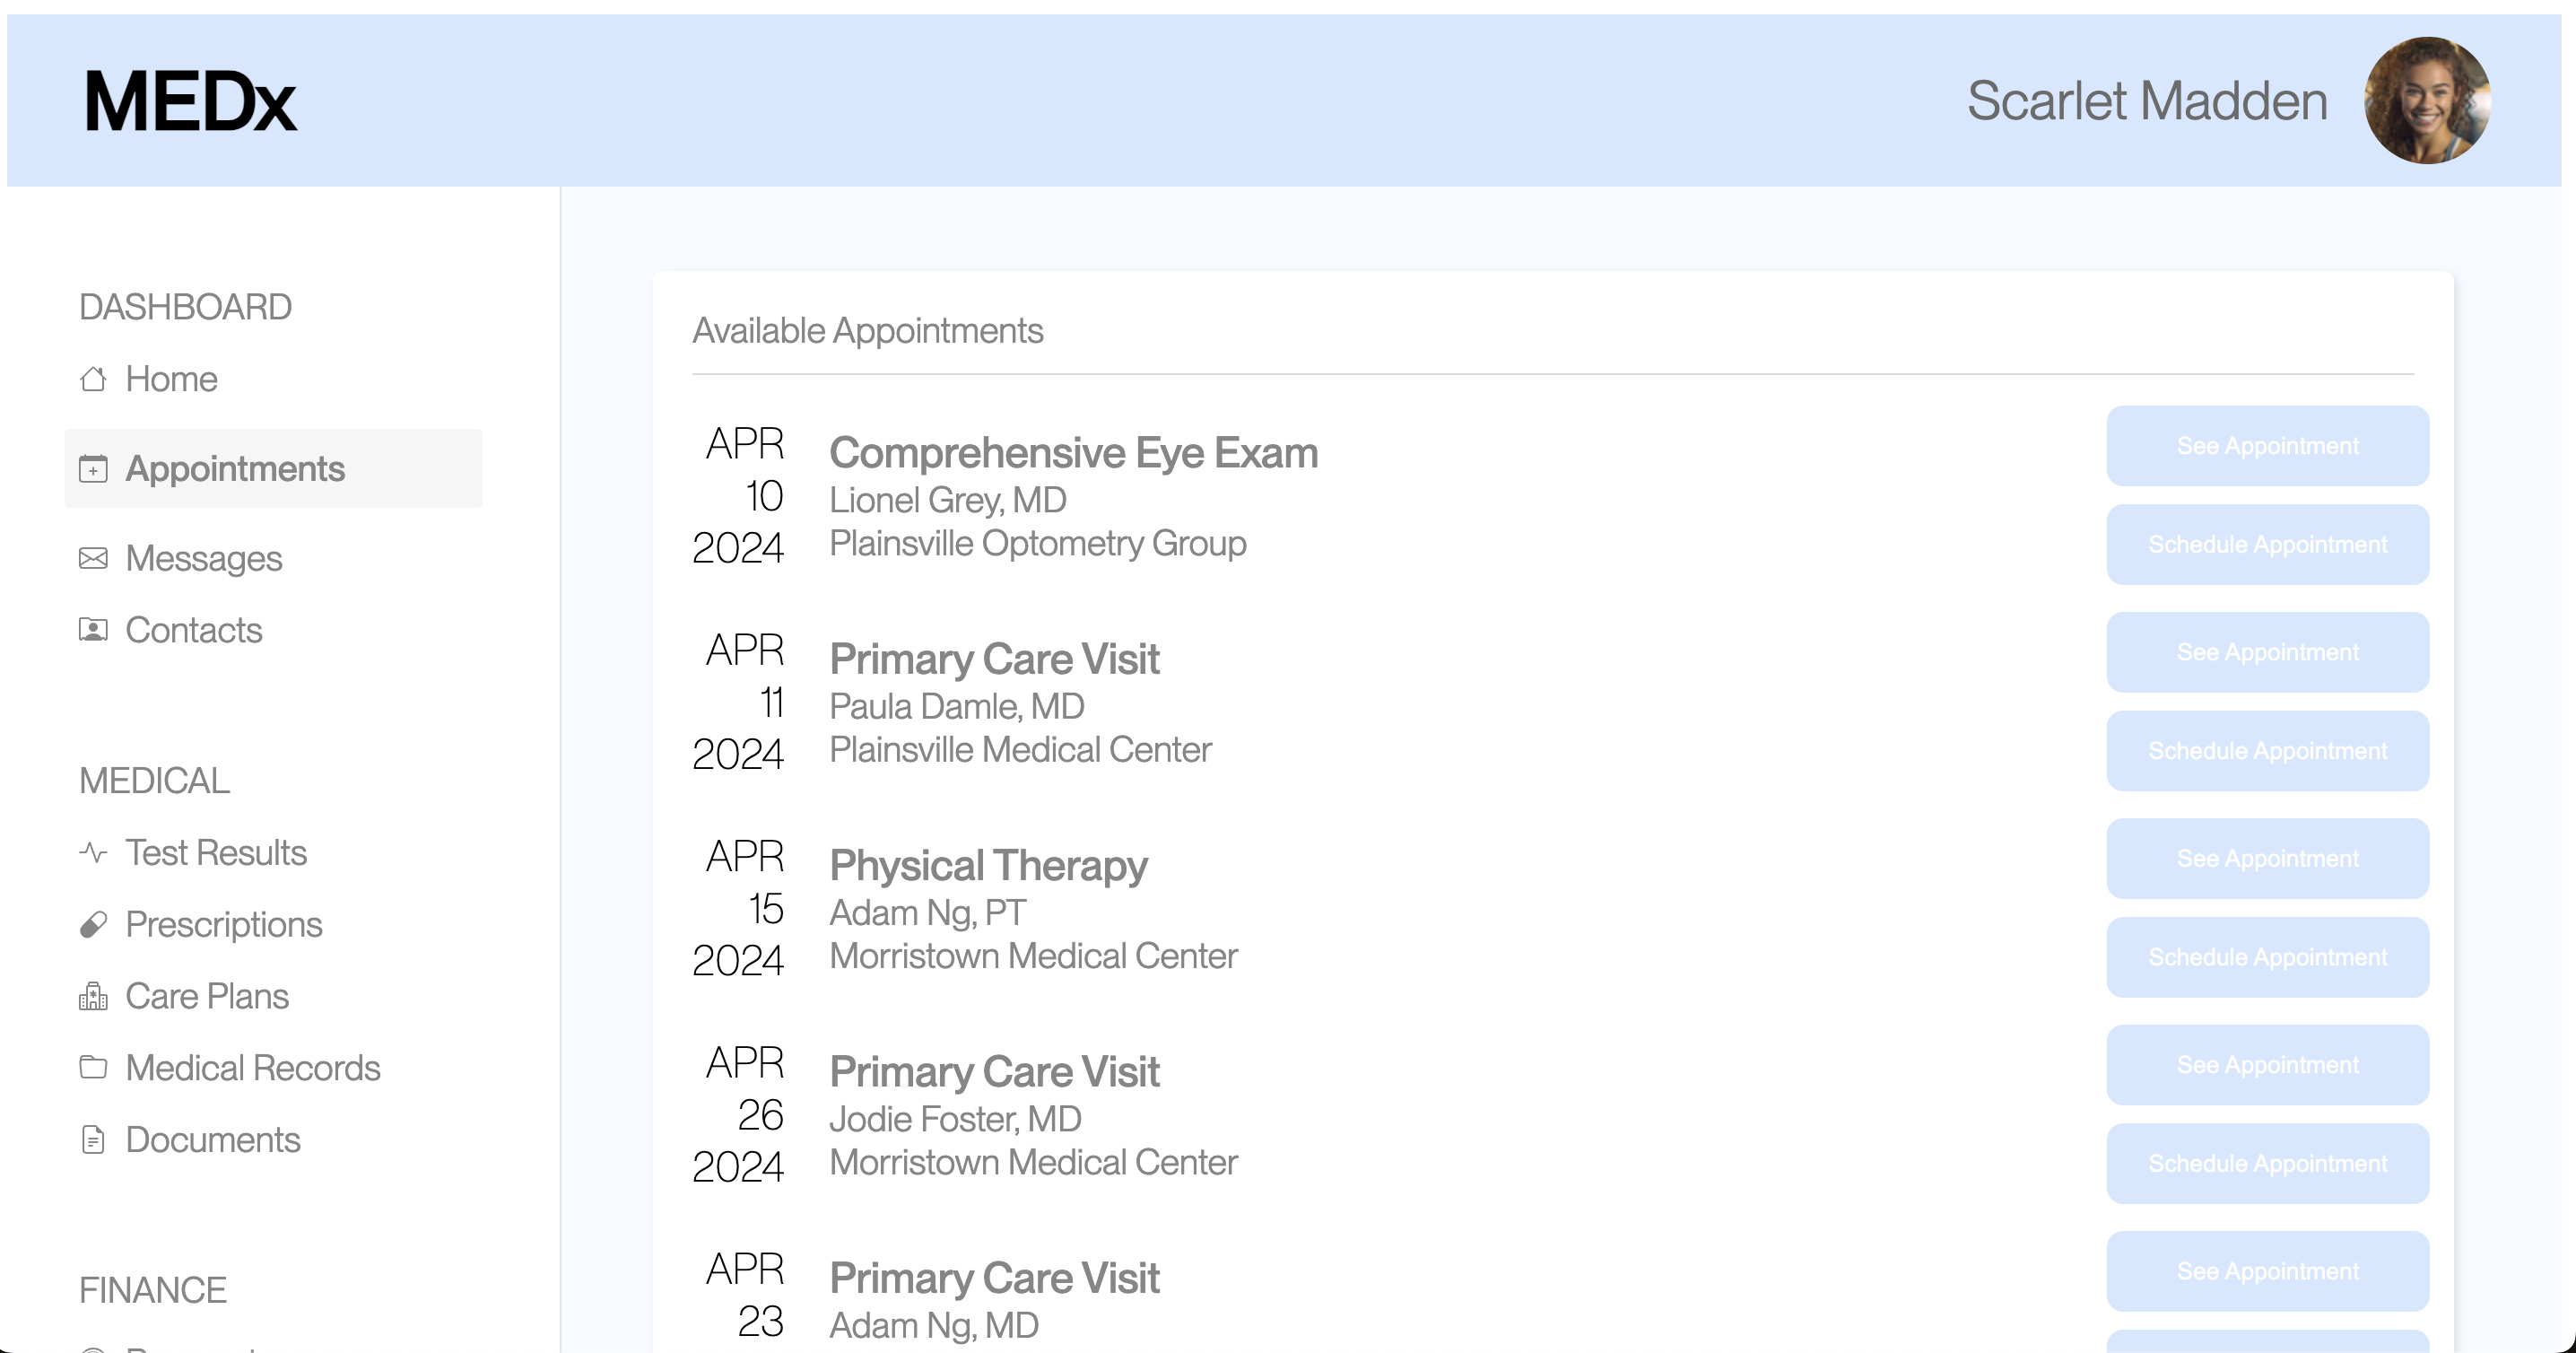 MEDx
Scarlet Madden
DASHBOARD
Home
Appointments
Messages
Contacts
MEDICAL
Test Results
Prescriptions
Care Plans
Medical Records
Documents
FINANCE
Available Appointments
APR
10
2024
Comprehensive Eye Exam
Lionel Grey, MD
Plainsville Optometry Group
See Appointment
Schedule Appointment
APR
11
2024
Primary Care Visit
Paula Damle, MD
Plainsville Medical Center
See Appointment
Schedule Appointment
APR
15
2024
Physical Therapy
Adam Ng, PT
Morristown Medical Center
See Appointment
Schedule Appointment
APR
26
2024
Primary Care Visit
Jodie Foster, MD
Morristown Medical Center
See Appointment
Schedule Appointment
APR
23
Primary Care Visit
Adam Ng, MD
See Appointment